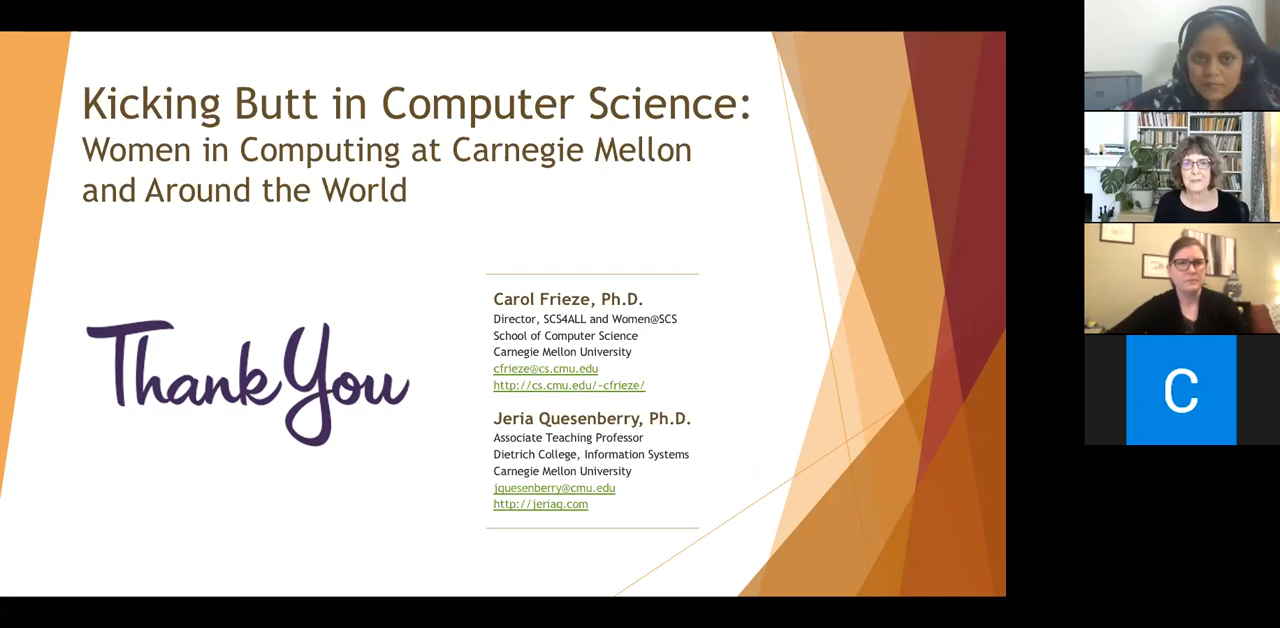 Kicking Butt in Computer Science:
Women in Computing at Carnegie Mellon
and Around the World
Thank You
Carol Frieze, Ph.D.
Director, SCS4ALL and Women@SCS
School of Computer Science
Carnegie Mellon University
cfrieze@cs.cmu.edu
http://cs.cmu.edu/~cfrieze/
Jeria Quesenberry, Ph.D.
Associate Teaching Professor
Dietrich College, Information Systems
Carnegie Mellon University
jquesenberry@cmu.edu
http://jeriaq.com
C